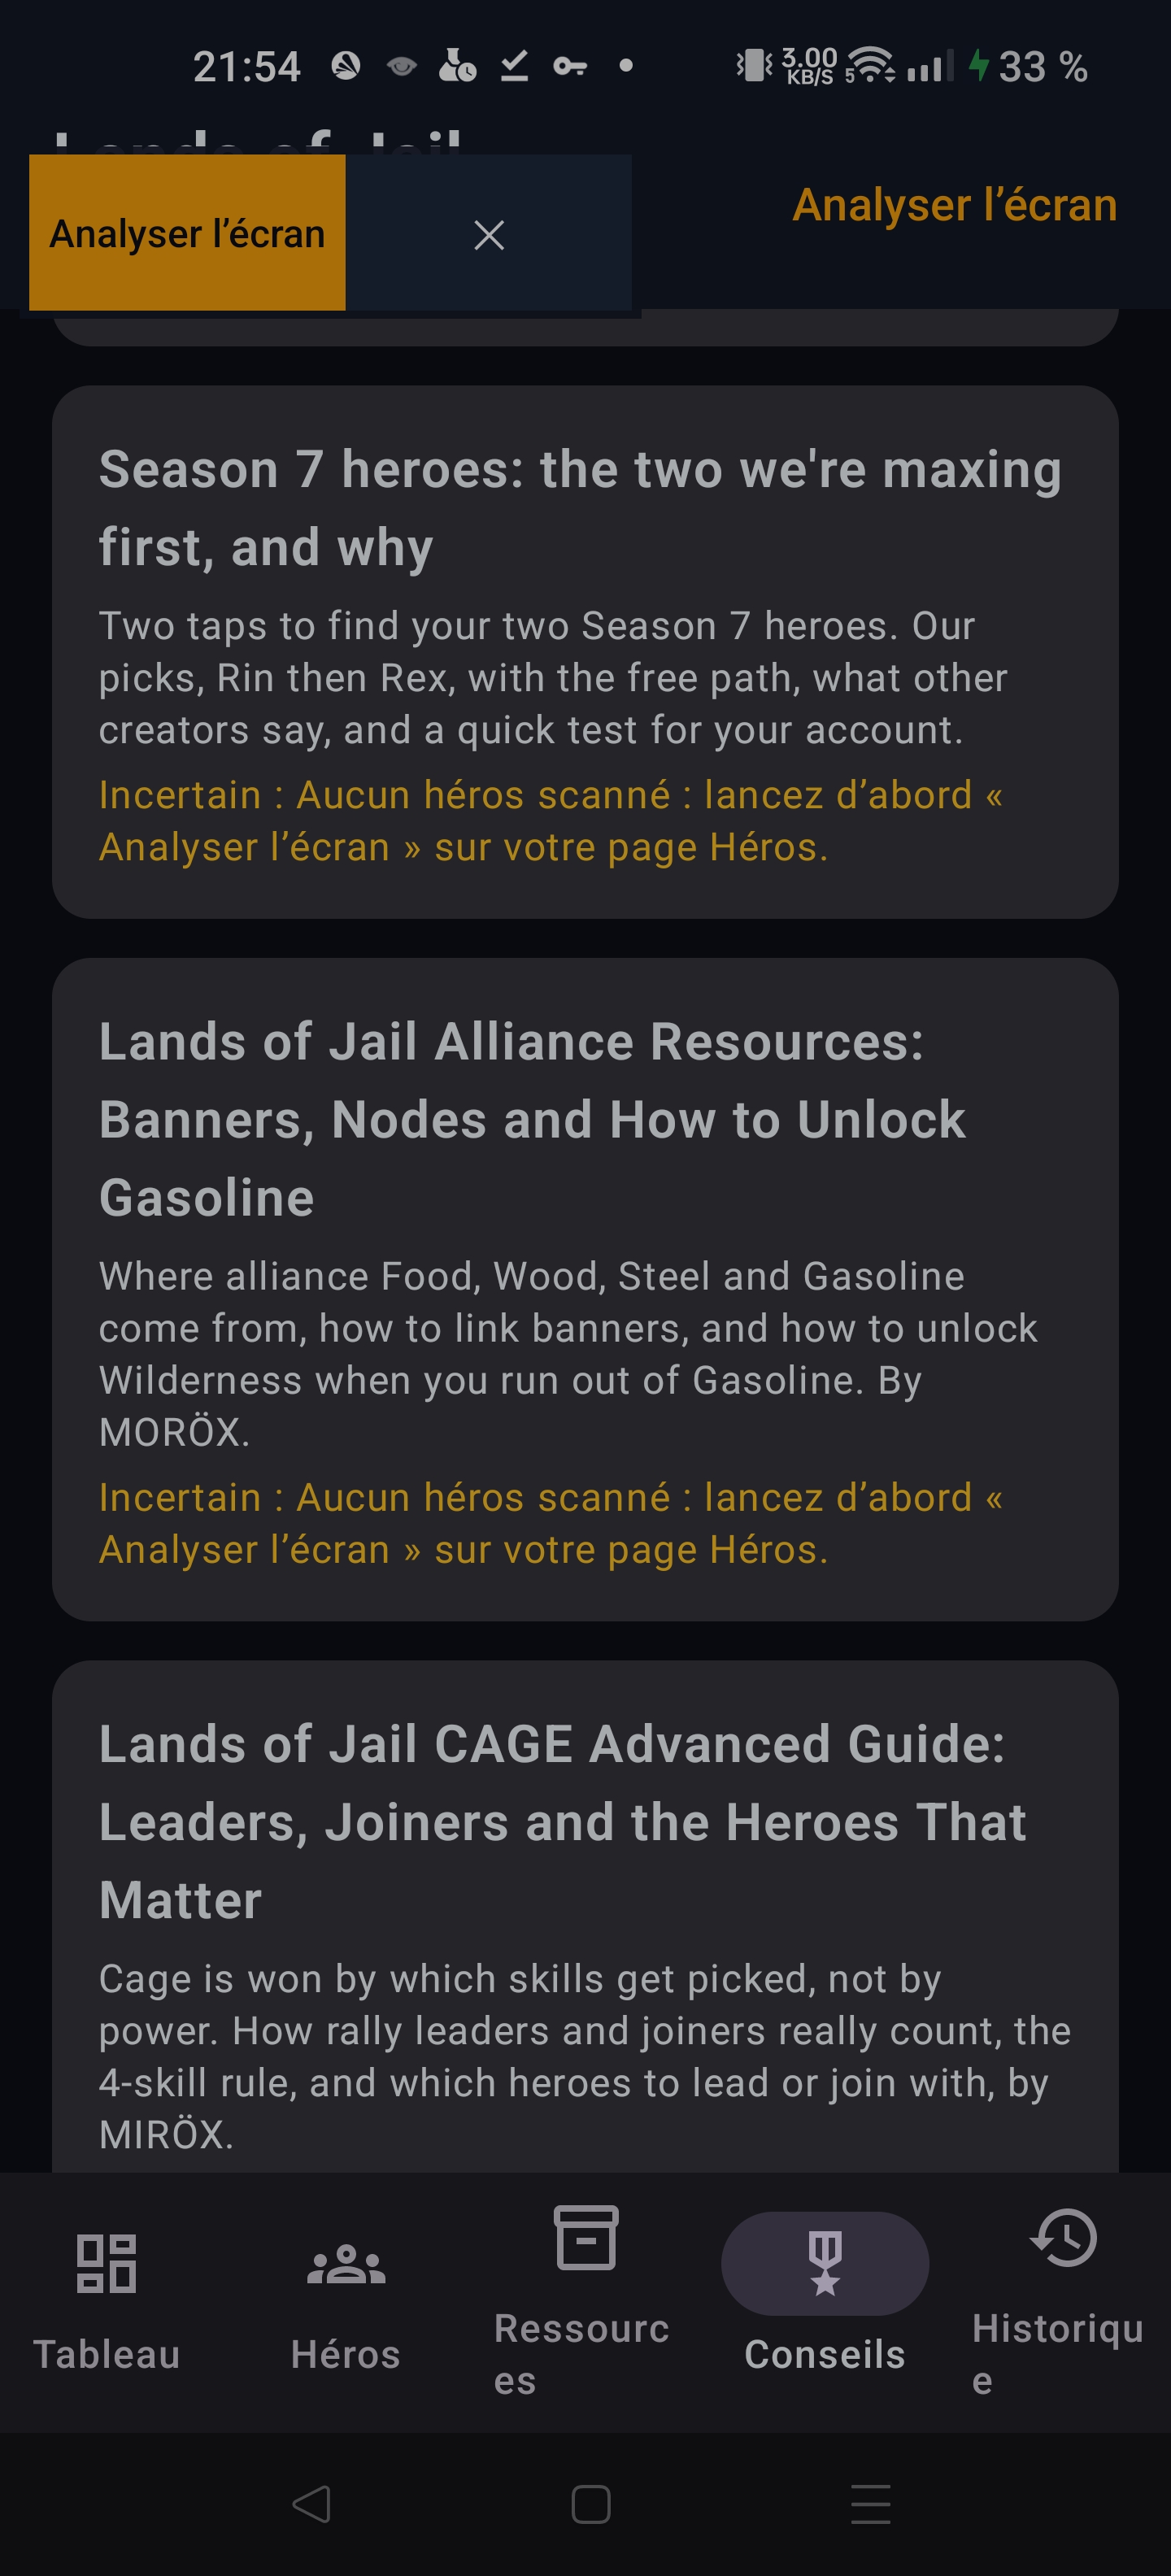 21:54
3.00 KB/S
5
33 %
Lands of Jail
Analyser l’écran
Analyser l’écran
Season 7 heroes: the two we're maxing
first, and why
Two taps to find your two Season 7 heroes. Our
picks, Rin then Rex, with the free path, what other
creators say, and a quick test for your account.
Incertain : Aucun héros scanné : lancez d’abord «
Analyser l’écran » sur votre page Héros.
Lands of Jail Alliance Resources:
Banners, Nodes and How to Unlock
Gasoline
Where alliance Food, Wood, Steel and Gasoline
come from, how to link banners, and how to unlock
Wilderness when you run out of Gasoline. By
MORÖX.
Incertain : Aucun héros scanné : lancez d’abord «
Analyser l’écran » sur votre page Héros.
Lands of Jail CAGE Advanced Guide:
Leaders, Joiners and the Heroes That
Matter
Cage is won by which skills get picked, not by
power. How rally leaders and joiners really count, the
4-skill rule, and which heroes to lead or join with, by
MIRÖX.
Tableau
Héros
Ressourc
es
Conseils
Historiqu
e